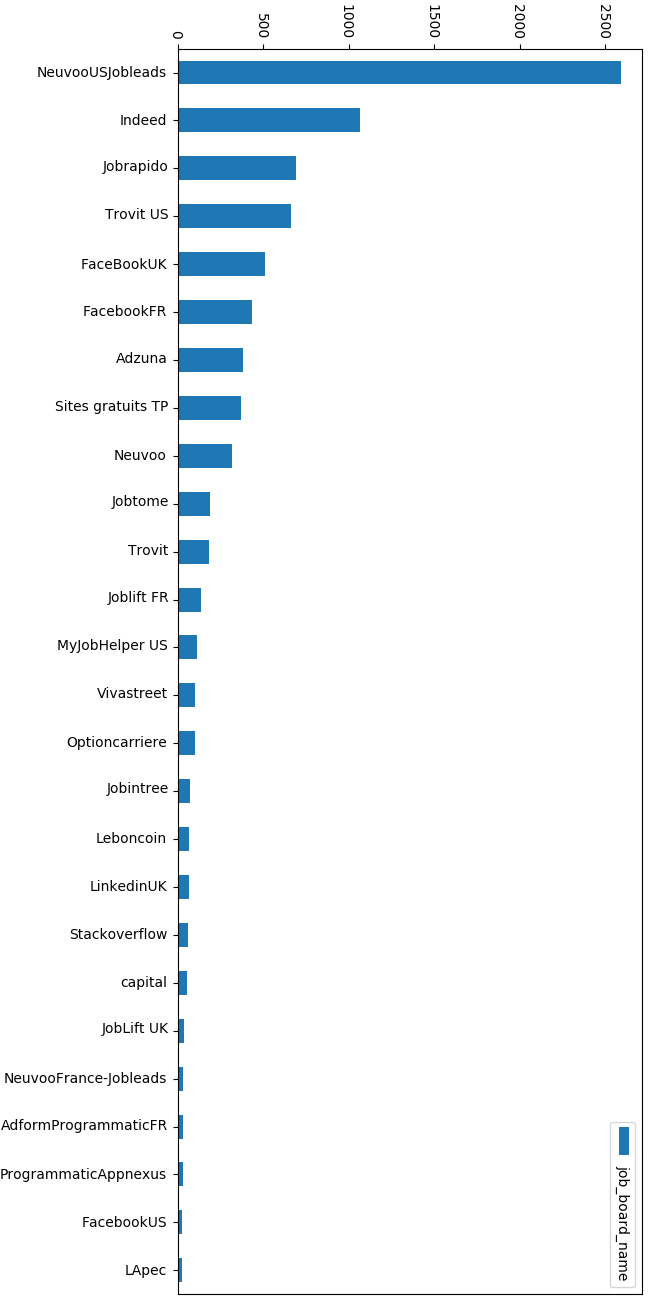 0
500
1000
1500
2000
2500
NeuvooUSJobleads
Indeed
Jobrapido
Trovit US
FaceBookUK
FacebookFR
Adzuna
Sites gratuits TP
Neuvoo
Jobtome
Trovit
Joblift FR
MyJobHelper US
Vivastreet
Optioncarriere
Jobintree
Leboncoin
LinkedinUK
Stackoverflow
capital
JobLift UK
NeuvooFrance-Jobleads
AdformProgrammaticFR
ProgrammaticAppnexus
FacebookUS
LApec
job_board_name